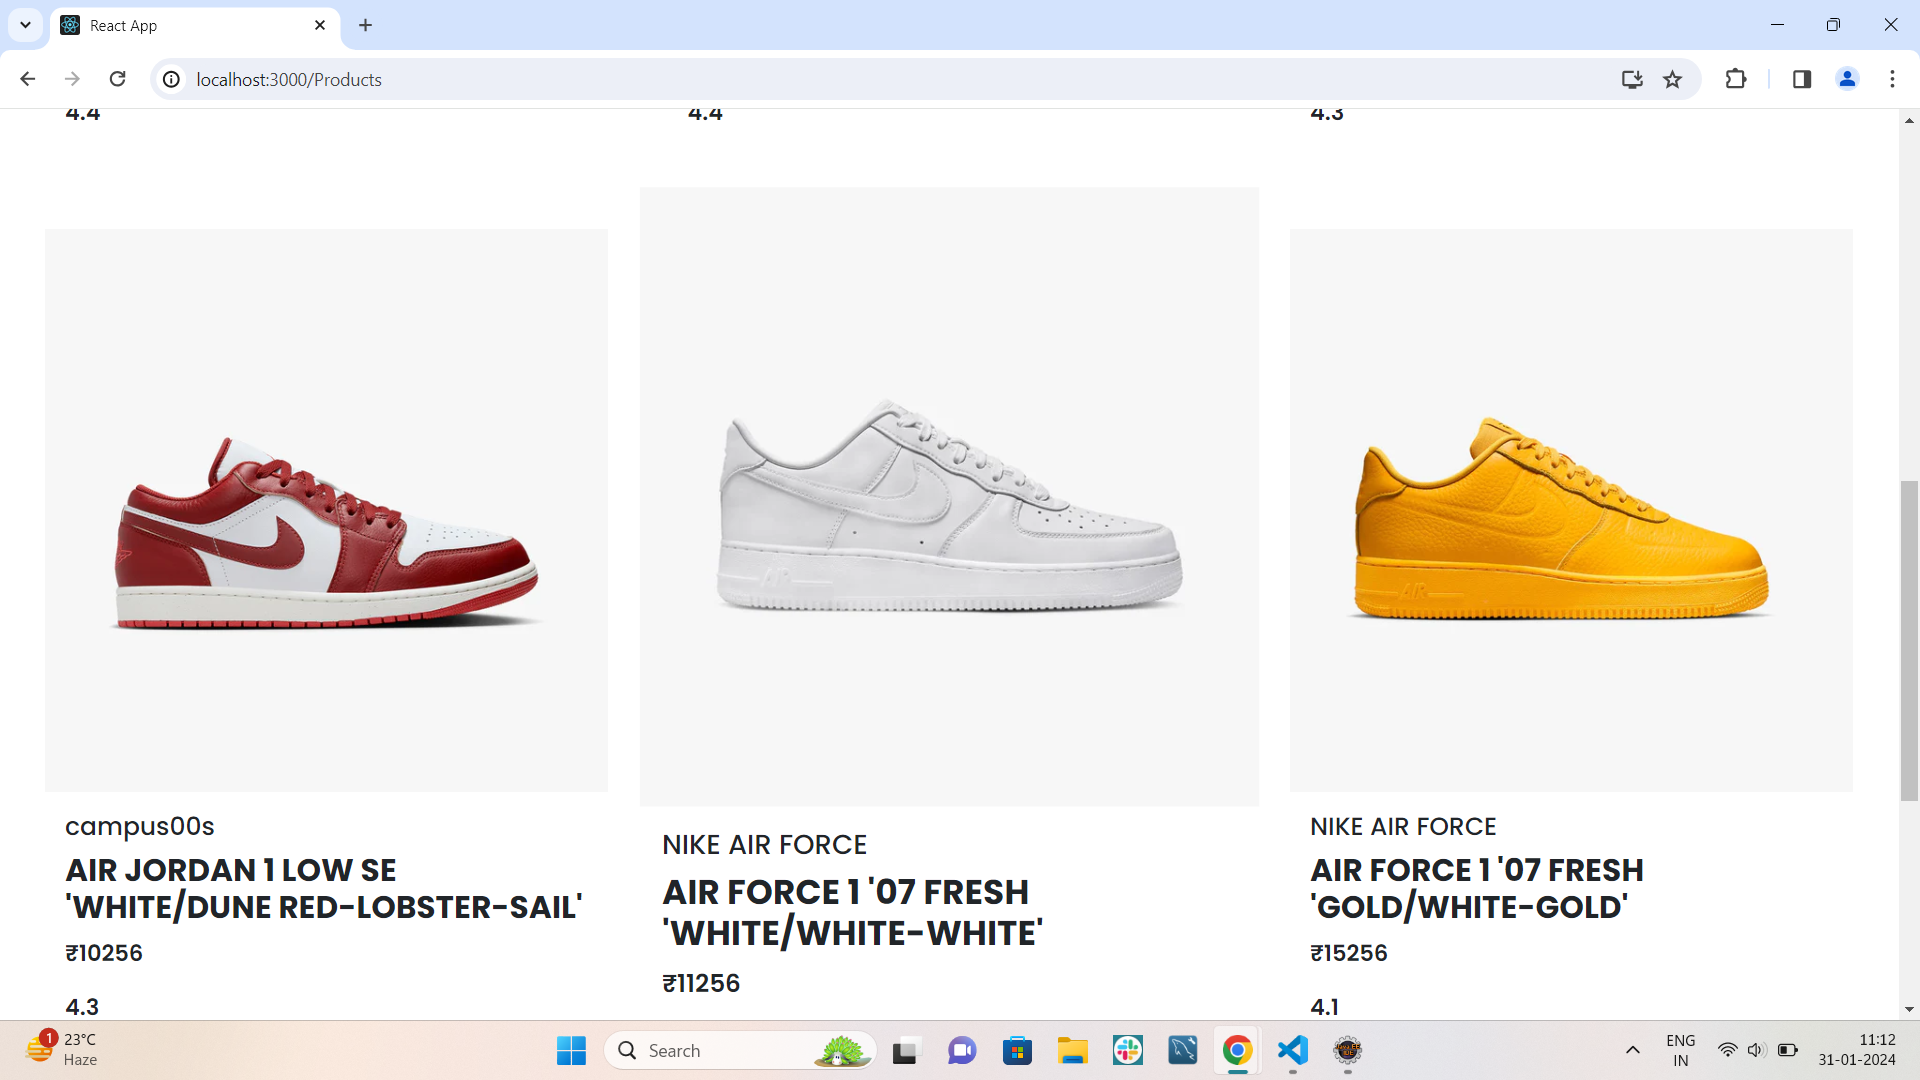 React App
localhost:3000/Products
4.4
4.4
4.3
campus00s
AIR JORDAN 1 LOW SE
'WHITE/DUNE RED-LOBSTER-SAIL'
₹10256
4.3
NIKE AIR FORCE
AIR FORCE 1 '07 FRESH
'WHITE/WHITE-WHITE'
₹11256
NIKE AIR FORCE
AIR FORCE 1 '07 FRESH
'GOLD/WHITE-GOLD'
₹15256
4.1
AIR
AIR
1
23°C
Haze
Search
ENG
IN
11:12
31-01-2024